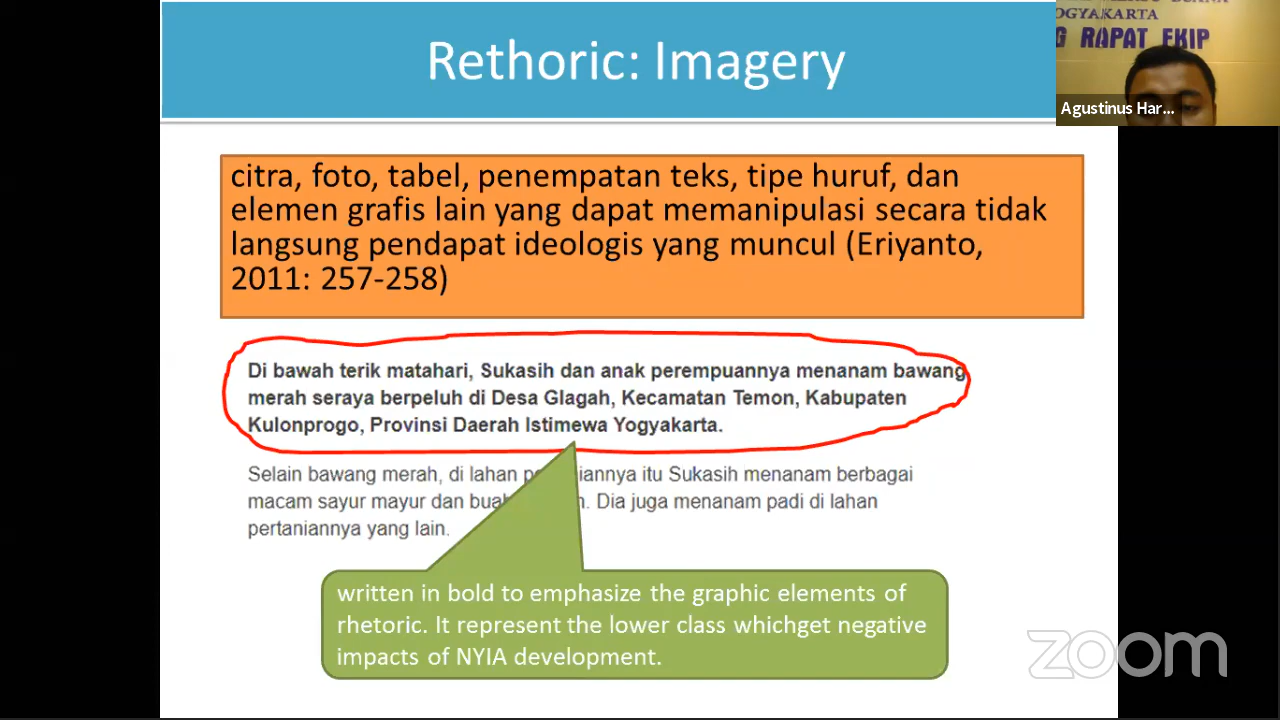 Rethoric: Imagery
OGYAKARTA
G RAPAT FKIP
Agustinus Har...
citra, foto, tabel, penempatan teks, tipe huruf, dan
elemen grafis lain yang dapat memanipulasi secara tidak
langsung pendapat ideologis yang muncul (Eriyanto,
2011: 257-258)
Di bawah terik matahari, Sukasih dan anak perempuannya menanam bawang
merah seraya berpeluh di Desa Glagah, Kecamatan Temon, Kabupaten
Kulonprogo, Provinsi Daerah Istimewa Yogyakarta.
Selain bawang merah, di lahan itu Sukasih menanam berbagai
macam sayur mayur dan Dia juga menanam padi di lahan
pertaniannya yang lain.
written in bold to emphasize the graphic elements of
rhetoric. It represent the lower class whichget negative
impacts of NYIA development.
zoom